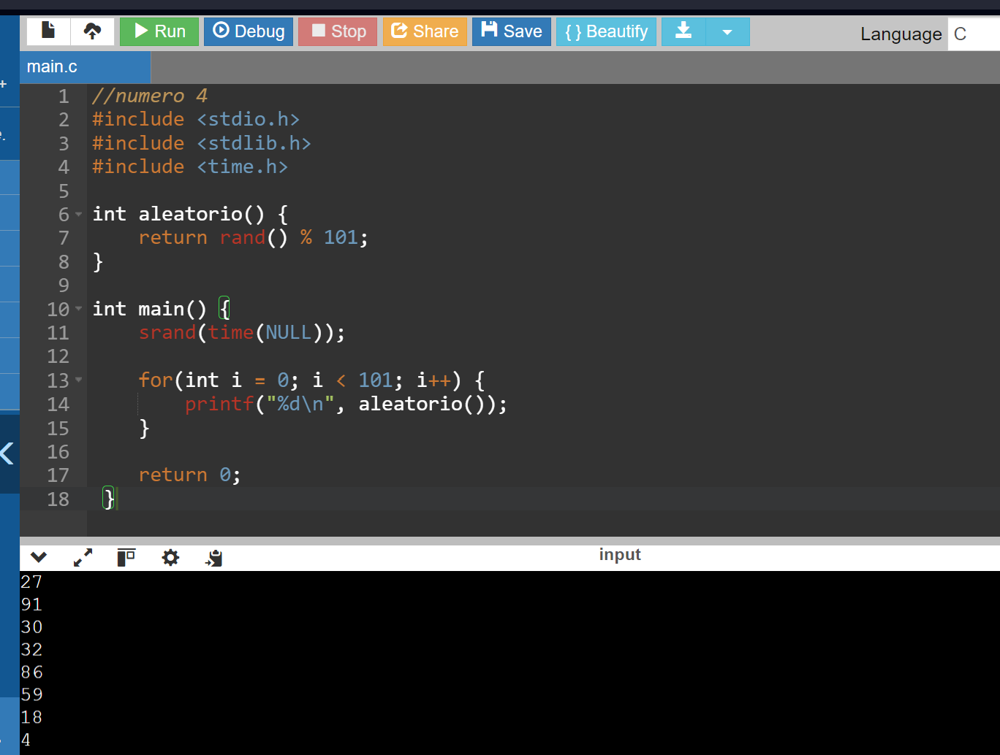 Run Debug Stop Share Save { } Beautify Language C
main.c
1 //numero 4
2 #include <stdio.h>
3 #include <stdlib.h>
4 #include <time.h>
5
6 int aleatorio() {
7     return rand() % 101;
8 }
9
10 int main() {
11     srand(time(NULL));
12
13     for(int i = 0; i < 101; i++) {
14         printf("%d\n", aleatorio());
15     }
16
17     return 0;
18  }
input
27
91
30
32
86
59
18
4